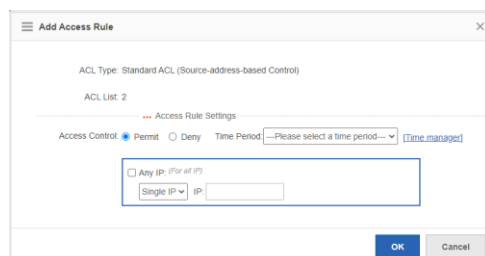 Add Access Rule
ACL Type: Standard ACL (Source-address-based Control)
ACL List: 2
Access Rule Settings
Access Control: Permit Deny Time Period: ---Please select a time period--- [Time manager]
Any IP: (For all IP)
Single IP IP:
OK Cancel